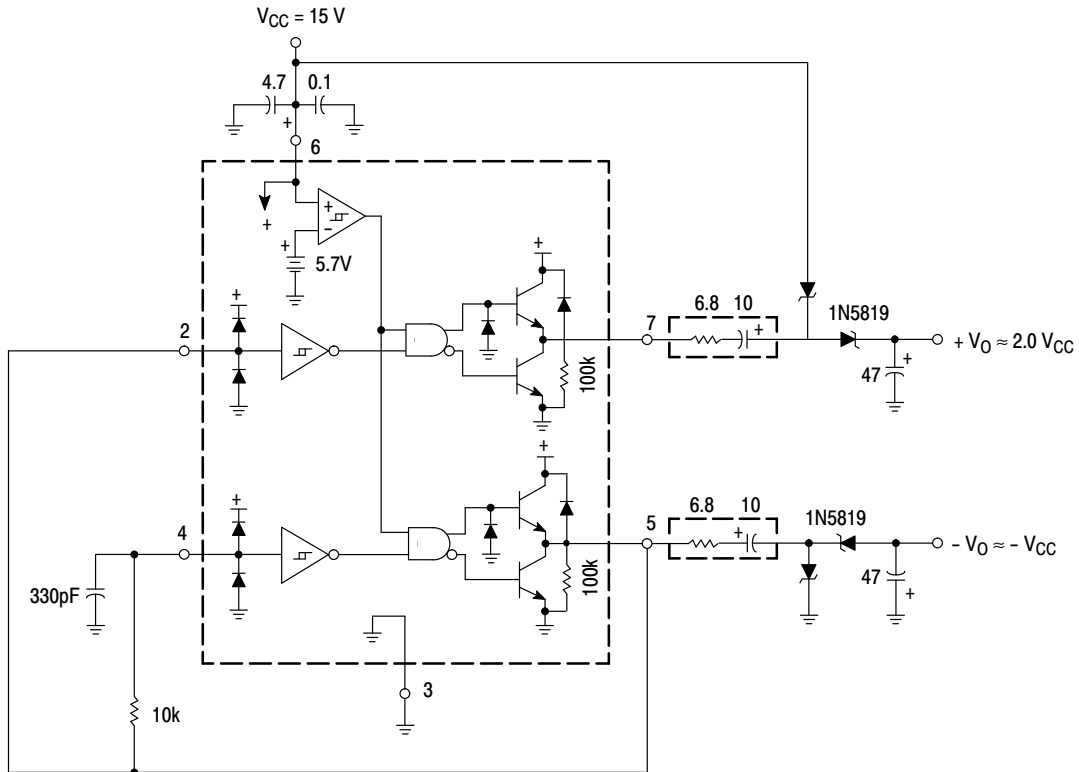 VCC = 15 V
4.7
0.1
+
6
+
+
−
+
5.7V
+
+
2
6.8 10
1N5819
7
+
+ VO ≈ 2.0 VCC
47
+
100k
+
+
4
6.8 10
1N5819
5
+
− VO ≈ − VCC
47
+
100k
330pF
3
10k